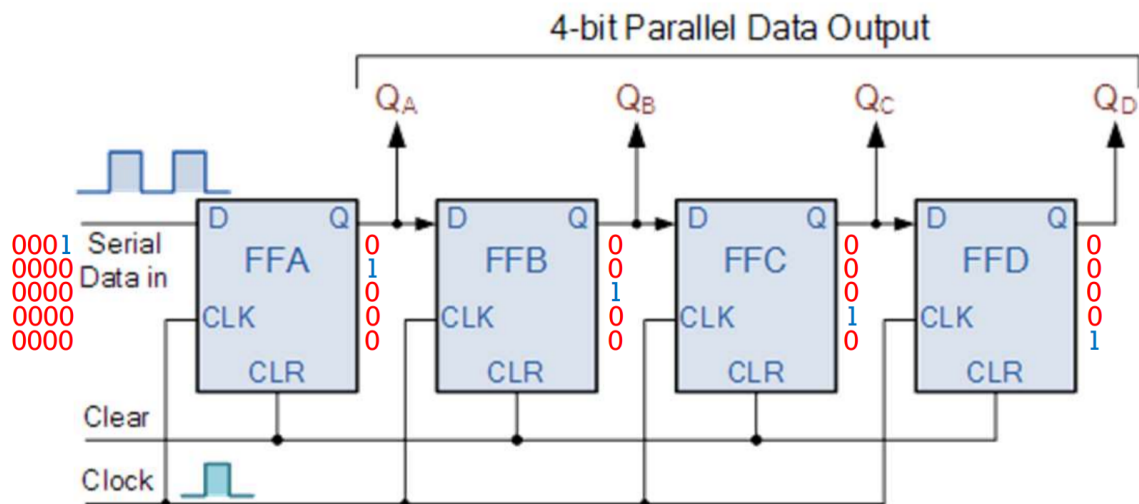 4-bit Parallel Data Output
QA QB QC QD
D Q D Q D Q D Q
0001 Serial 0 0 0 0
FFA FFB FFC FFD
0000 1 0 0 0
Data in
0000 0 1 0 0
0000 CLK 0 CLK 0 CLK 1 CLK 0
0000 0 0 0 1
CLR CLR CLR CLR
Clear
Clock